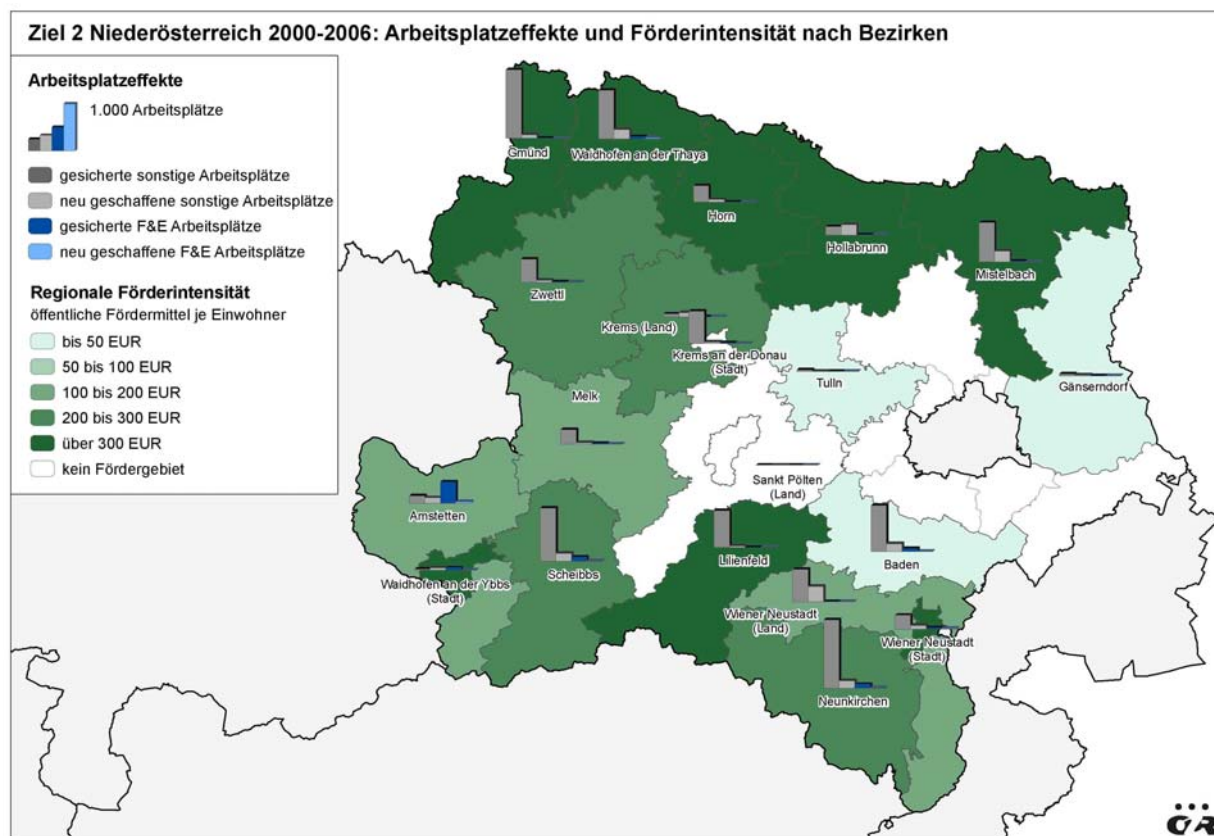 Ziel 2 Niederösterreich 2000-2006: Arbeitsplatzeffekte und Förderintensität nach Bezirken
Arbeitsplatzeffekte
1.000 Arbeitsplätze
gesicherte sonstige Arbeitsplätze
neu geschaffene sonstige Arbeitsplätze
gesicherte F&E Arbeitsplätze
neu geschaffene F&E Arbeitsplätze
Regionale Förderintensität
öffentliche Fördermittel je Einwohner
bis 50 EUR
50 bis 100 EUR
100 bis 200 EUR
200 bis 300 EUR
über 300 EUR
kein Fördergebiet
Gmünd
Waidhofen an der Thaya
Horn
Hollabrunn
Mistelbach
Zwettl
Krems (Land)
Krems an der Donau
(Stadt)
Tulln
Gänserndorf
Melk
Sankt Pölten
(Land)
Amstetten
Lilienfeld
Baden
Scheibbs
Waidhofen an der Ybbs
(Stadt)
Wiener Neustadt
(Land)
Wiener Neustadt
(Stadt)
Neunkirchen